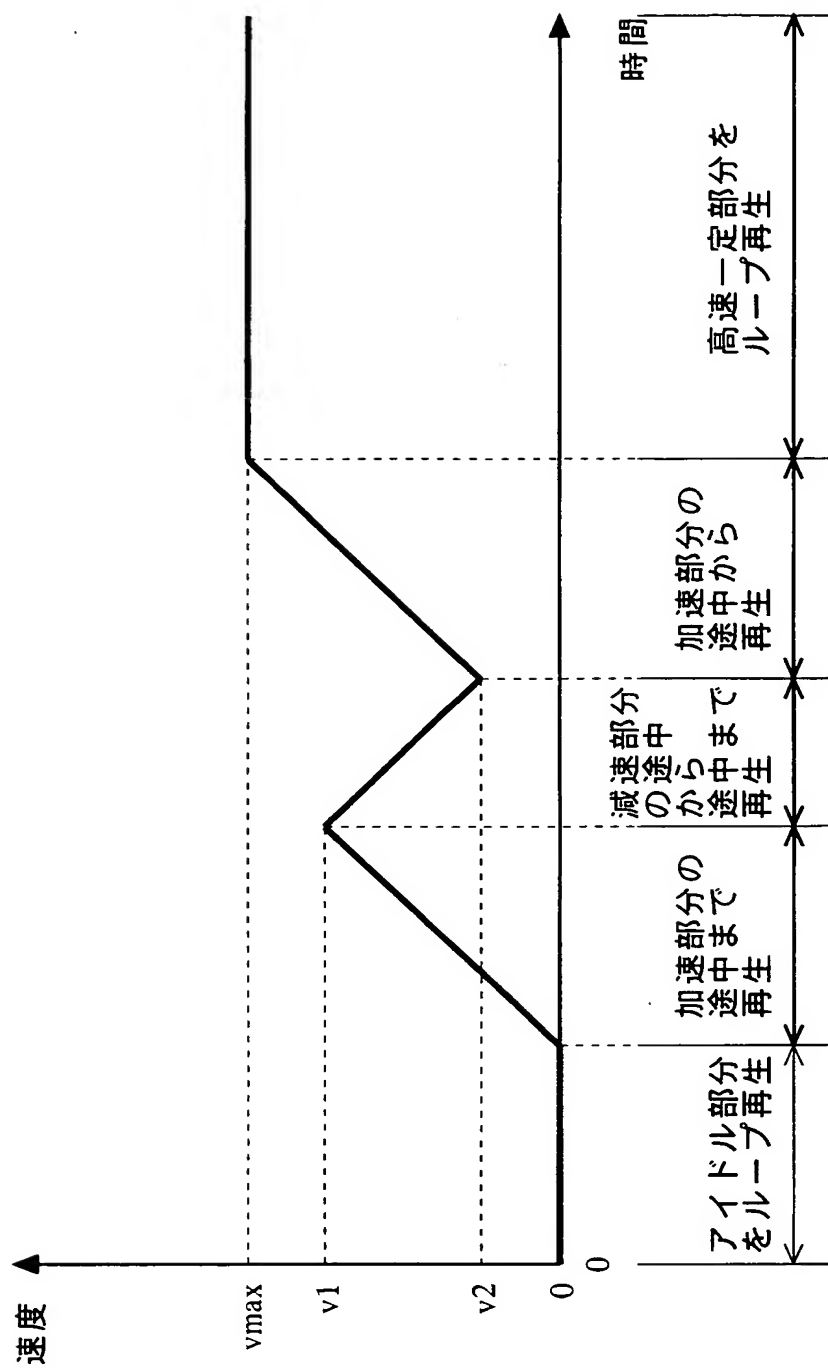 速度
vmax
v1
v2
0
0
時間
アイドル部分
をループ再生
加速部分の
途中まで
再生
減速部分
の途中
から
途中まで
再生
加速部分の
途中から
再生
高速一定部分を
ループ再生